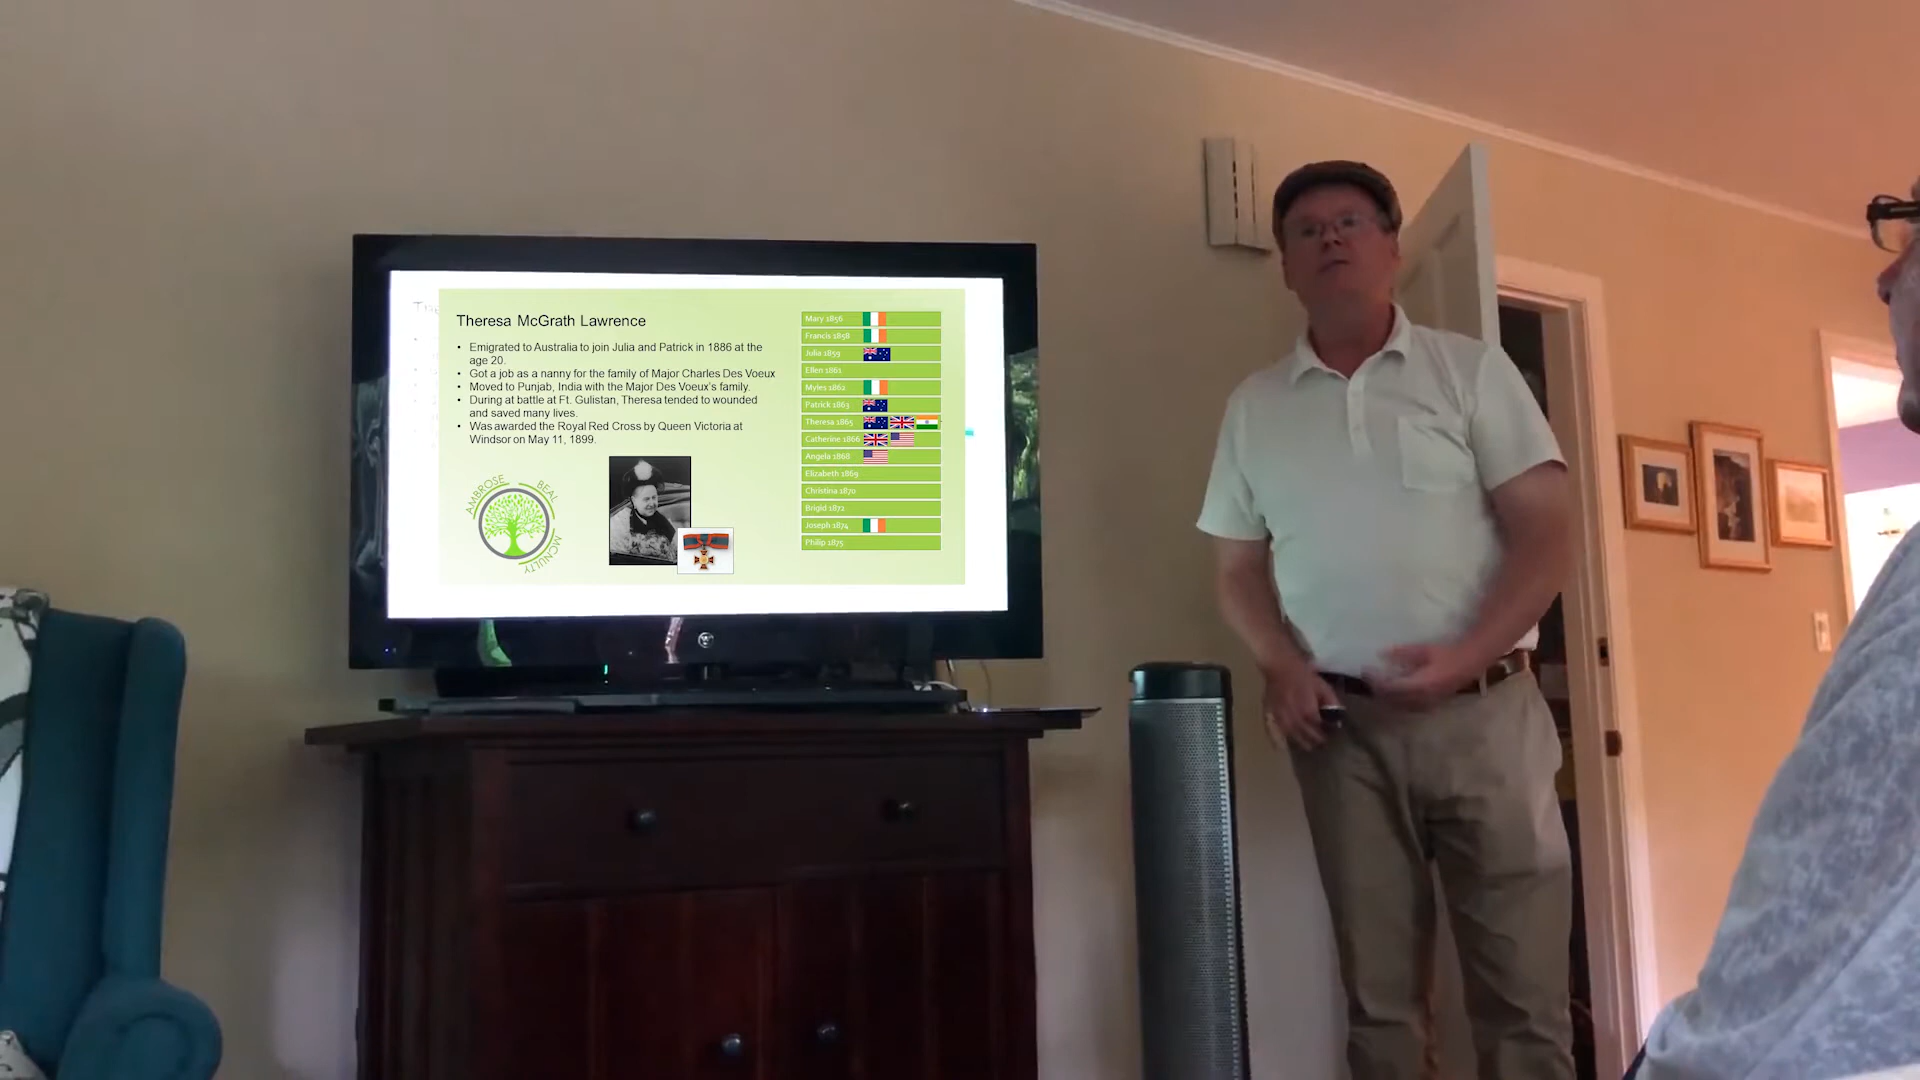 Theresa McGrath Lawrence
• Emigrated to Australia to join Julia and Patrick in 1886 at the
age 20.
• Got a job as a nanny for the family of Major Charles Des Voeux
• Moved to Punjab, India with the Major Des Voeux's family.
• During at battle at Ft. Gulistan, Theresa tended to wounded
and saved many lives.
• Was awarded the Royal Red Cross by Queen Victoria at
Windsor on May 11, 1899.
AMBROSE
BEAL
MCNULTY
Mary 1856
Francis 1858
Julia 1859
Ellen 1861
Myles 1862
Patrick 1863
Theresa 1865
Catherine 1866
Angela 1868
Elizabeth 1869
Christina 1870
Brigid 1872
Joseph 1874
Philip 1875